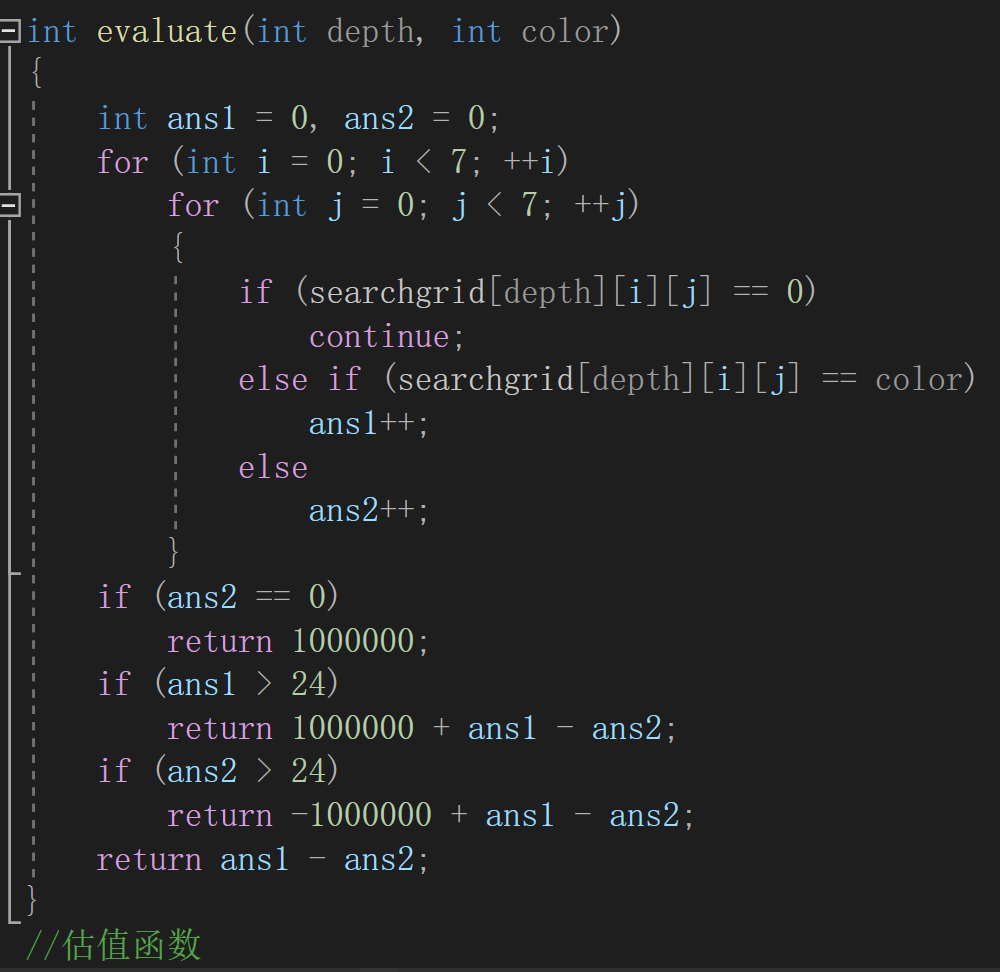 int evaluate(int depth, int color)
{
    int ans1 = 0, ans2 = 0;
    for (int i = 0; i < 7; ++i)
        for (int j = 0; j < 7; ++j)
        {
            if (searchgrid[depth][i][j] == 0)
                continue;
            else if (searchgrid[depth][i][j] == color)
                ans1++;
            else
                ans2++;
        }
    if (ans2 == 0)
        return 1000000;
    if (ans1 > 24)
        return 1000000 + ans1 - ans2;
    if (ans2 > 24)
        return -1000000 + ans1 - ans2;
    return ans1 - ans2;
}
//估值函数